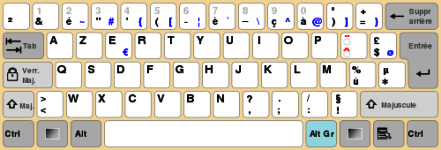 1 2 3 4 5 6 7 8 9 0 ° + Suppr
² & é ~ " # ' { ( [ - ¦ è ` _ \ ç ^ à @ ) ] = } arrière
Tab A Z E € R T Y U I O P ¨ ^ £ $ ø Entrée
Verr. Maj. Q S D F G H J K L M % ù µ *
Maj. > < W X C V B N ? , . ; / : § ! Majuscule
Ctrl Alt Alt Gr Ctrl